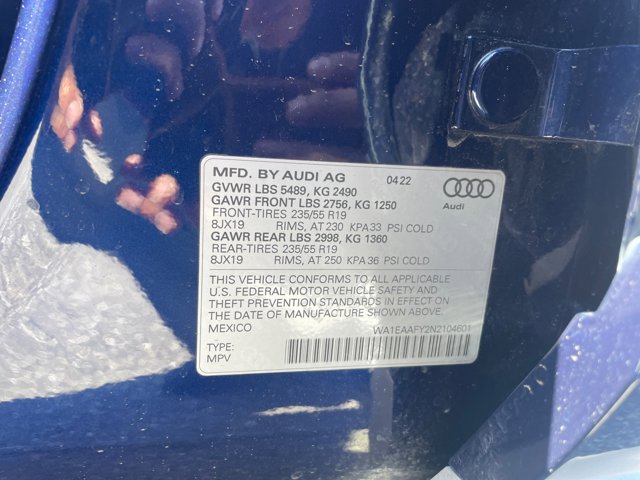 MFD. BY AUDI AG 04.22
GVWR LBS 5489, KG 2490
GAWR FRONT LBS 2756, KG 1250
FRONT-TIRES 235/55 R19
8JX19 RIMS, AT 230 KPA33 PSI COLD
GAWR REAR LBS 2998, KG 1360
REAR-TIRES 235/55 R19
8JX19 RIMS, AT 250 KPA36 PSI COLD
Audi
THIS VEHICLE CONFORMS TO ALL APPLICABLE
U.S. FEDERAL MOTOR VEHICLE SAFETY AND
THEFT PREVENTION STANDARDS IN EFFECT ON
THE DATE OF MANUFACTURE SHOWN ABOVE.
MEXICO WA1EAAFY2N2104601
TYPE:
MPV